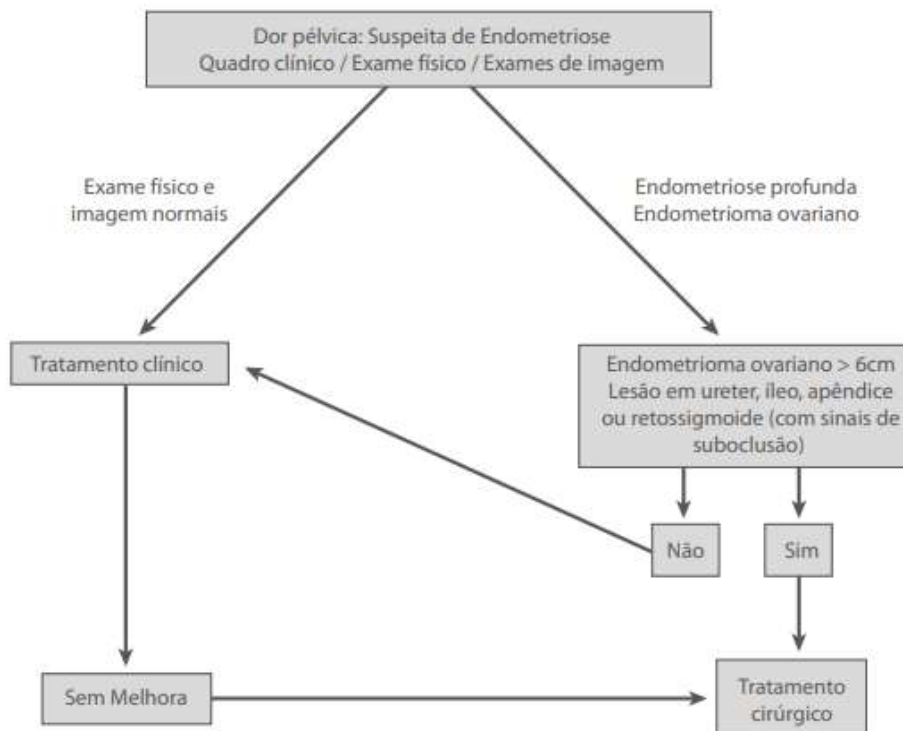 Dor pélvica: Suspeita de Endometriose
Quadro clínico / Exame físico / Exames de imagem
Exame físico e
imagem normais
Endometriose profunda
Endometrioma ovariano
Tratamento clínico
Endometrioma ovariano > 6cm
Lesão em ureter, íleo, apêndice
ou retossigmoide (com sinais de
suboclusão)
Não
Sim
Sem Melhora
Tratamento
cirúrgico